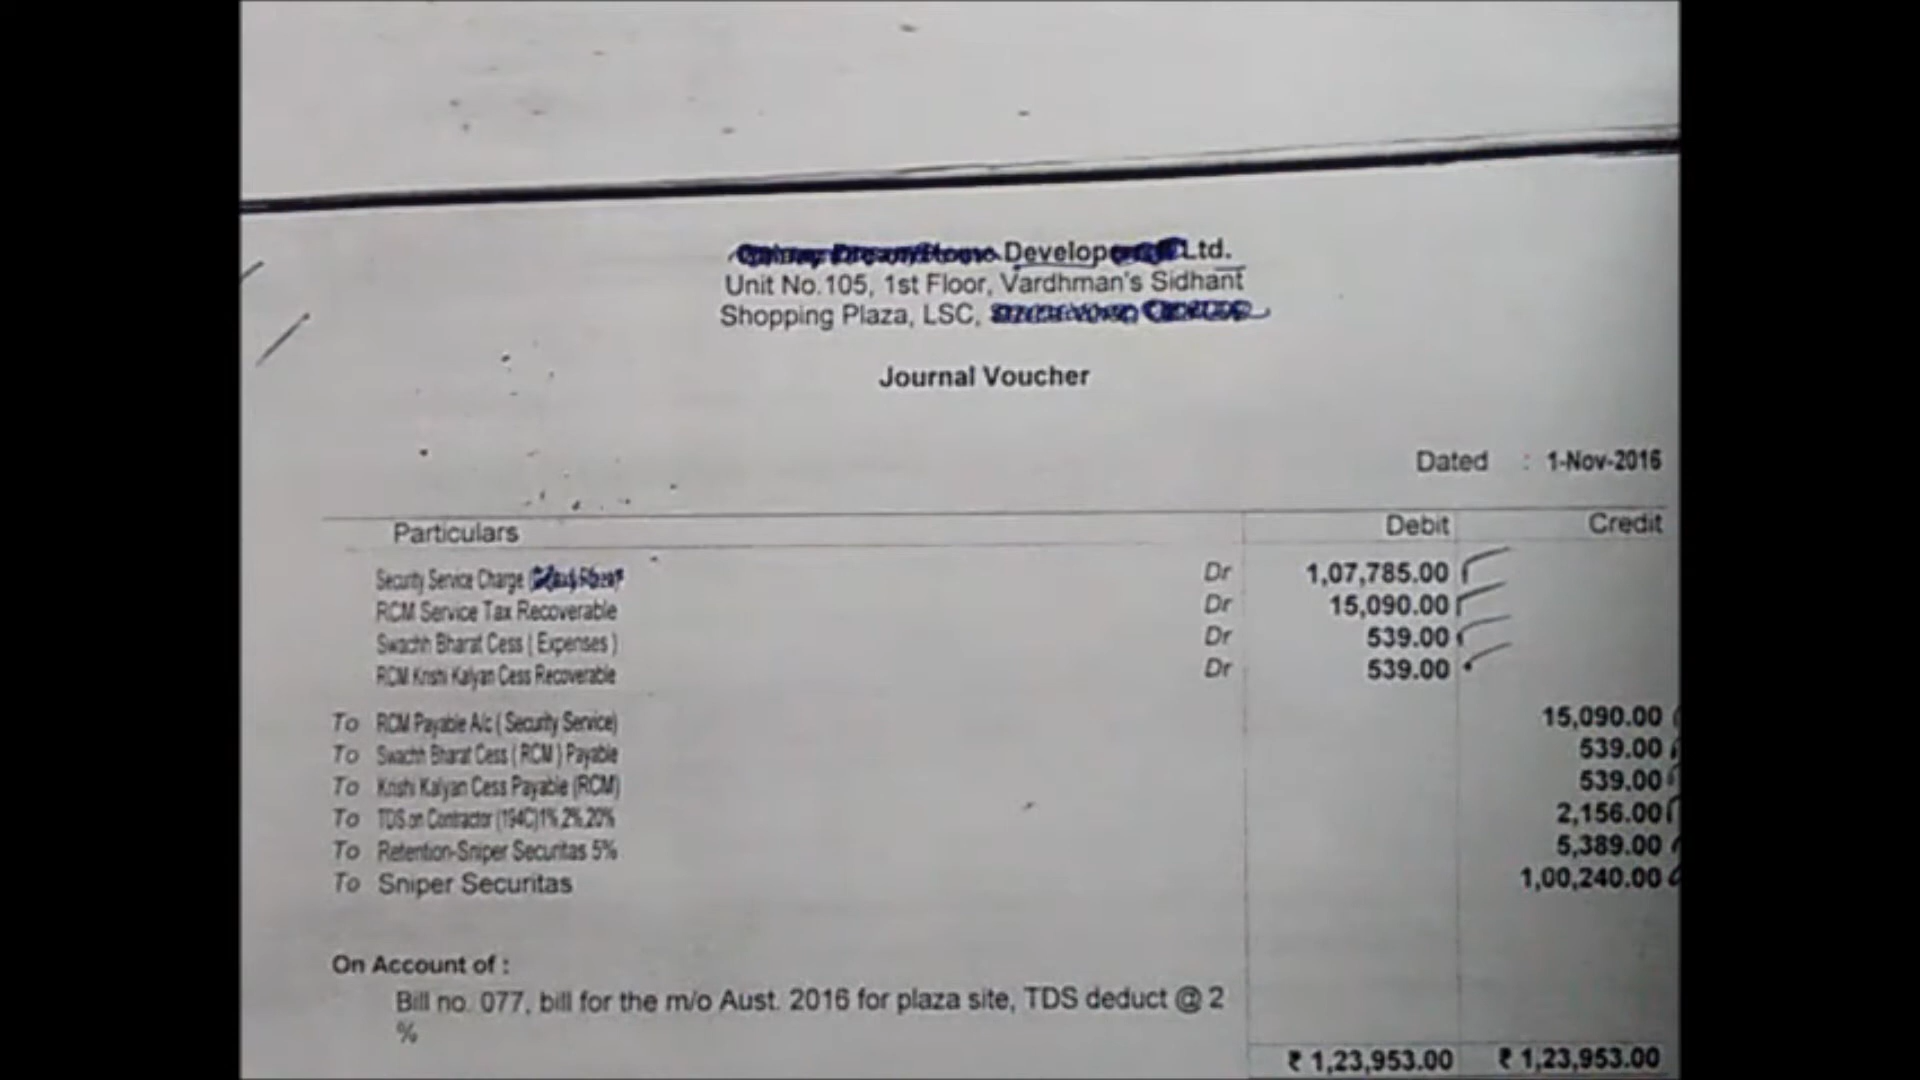 Develop Ltd.
Unit No.105, 1st Floor, Vardhman's Sidhant
Shopping Plaza, LSC,
Journal Voucher
Dated : 1-Nov-2016
Particulars Debit Credit
Security Service Charge Dr 1,07,785.00
RCM Service Tax Recoverable Dr 15,090.00
Swachh Bharat Cess ( Expenses ) Dr 539.00
RCM Krishi Kalyan Cess Recoverable Dr 539.00
To RCM Payable A/c ( Security Service) 15,090.00
To Swachh Bharat Cess ( RCM ) Payable 539.00
To Krishi Kalyan Cess Payable (RCM) 539.00
To TDS on Contractor (194C)1%,2%,20% 2,156.00
To Retention-Sniper Securitas 5% 5,389.00
To Sniper Securitas 1,00,240.00
On Account of :
Bill no. 077, bill for the m/o Aust. 2016 for plaza site, TDS deduct @ 2
%
₹ 1,23,953.00 ₹ 1,23,953.00